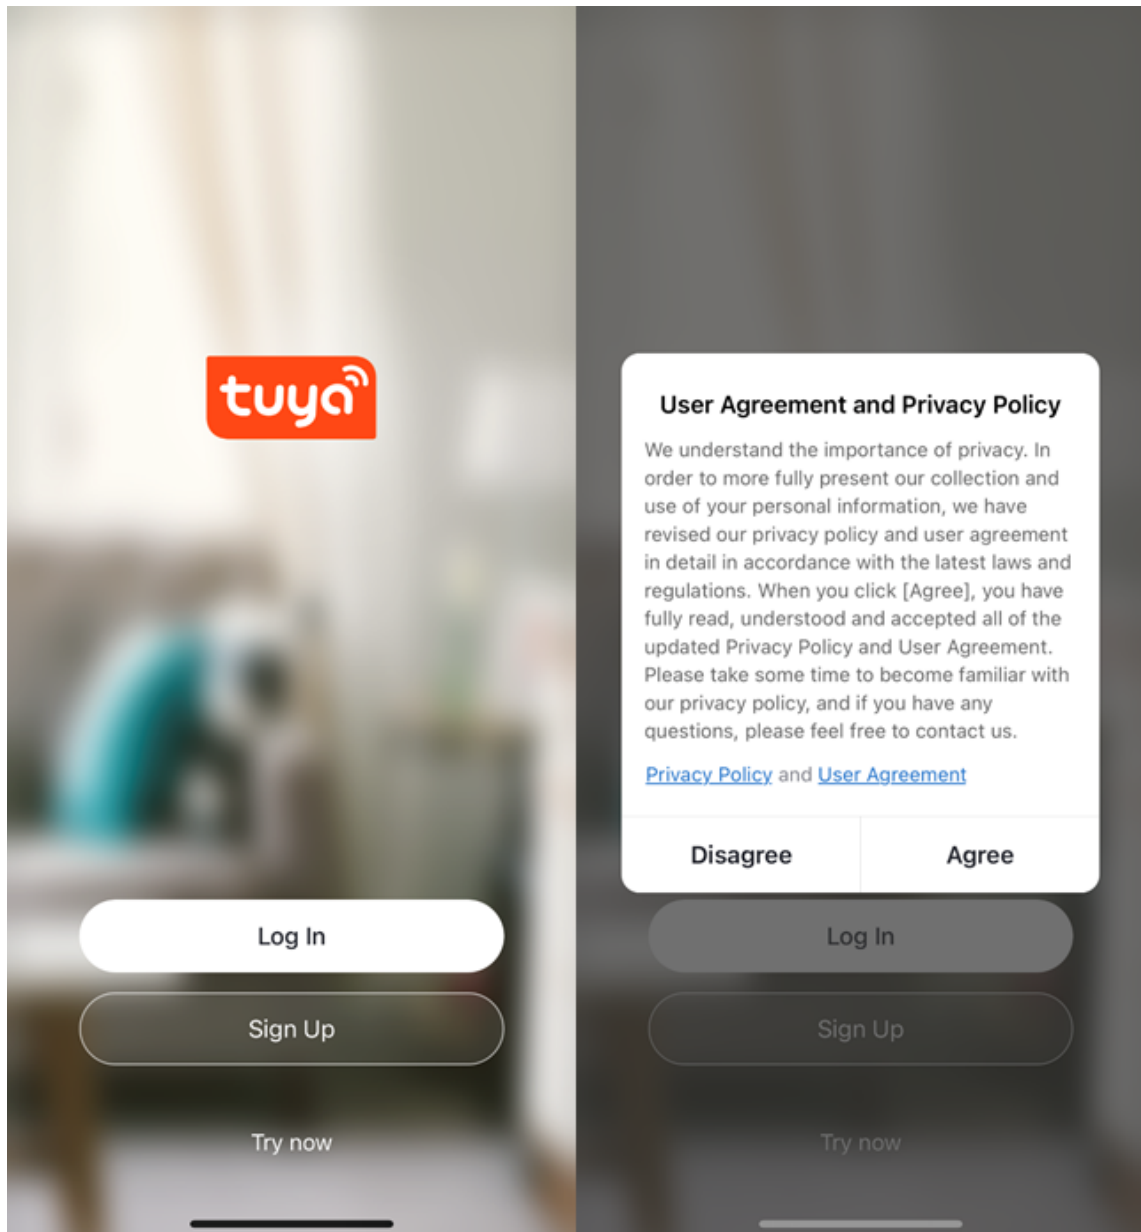 tuya
Log In
Sign Up
Try now
User Agreement and Privacy Policy
We understand the importance of privacy. In
order to more fully present our collection and
use of your personal information, we have
revised our privacy policy and user agreement
in detail in accordance with the latest laws and
regulations. When you click [Agree], you have
fully read, understood and accepted all of the
updated Privacy Policy and User Agreement.
Please take some time to become familiar with
our privacy policy, and if you have any
questions, please feel free to contact us.
Privacy Policy and User Agreement
Disagree Agree
Log In
Sign Up
Try now